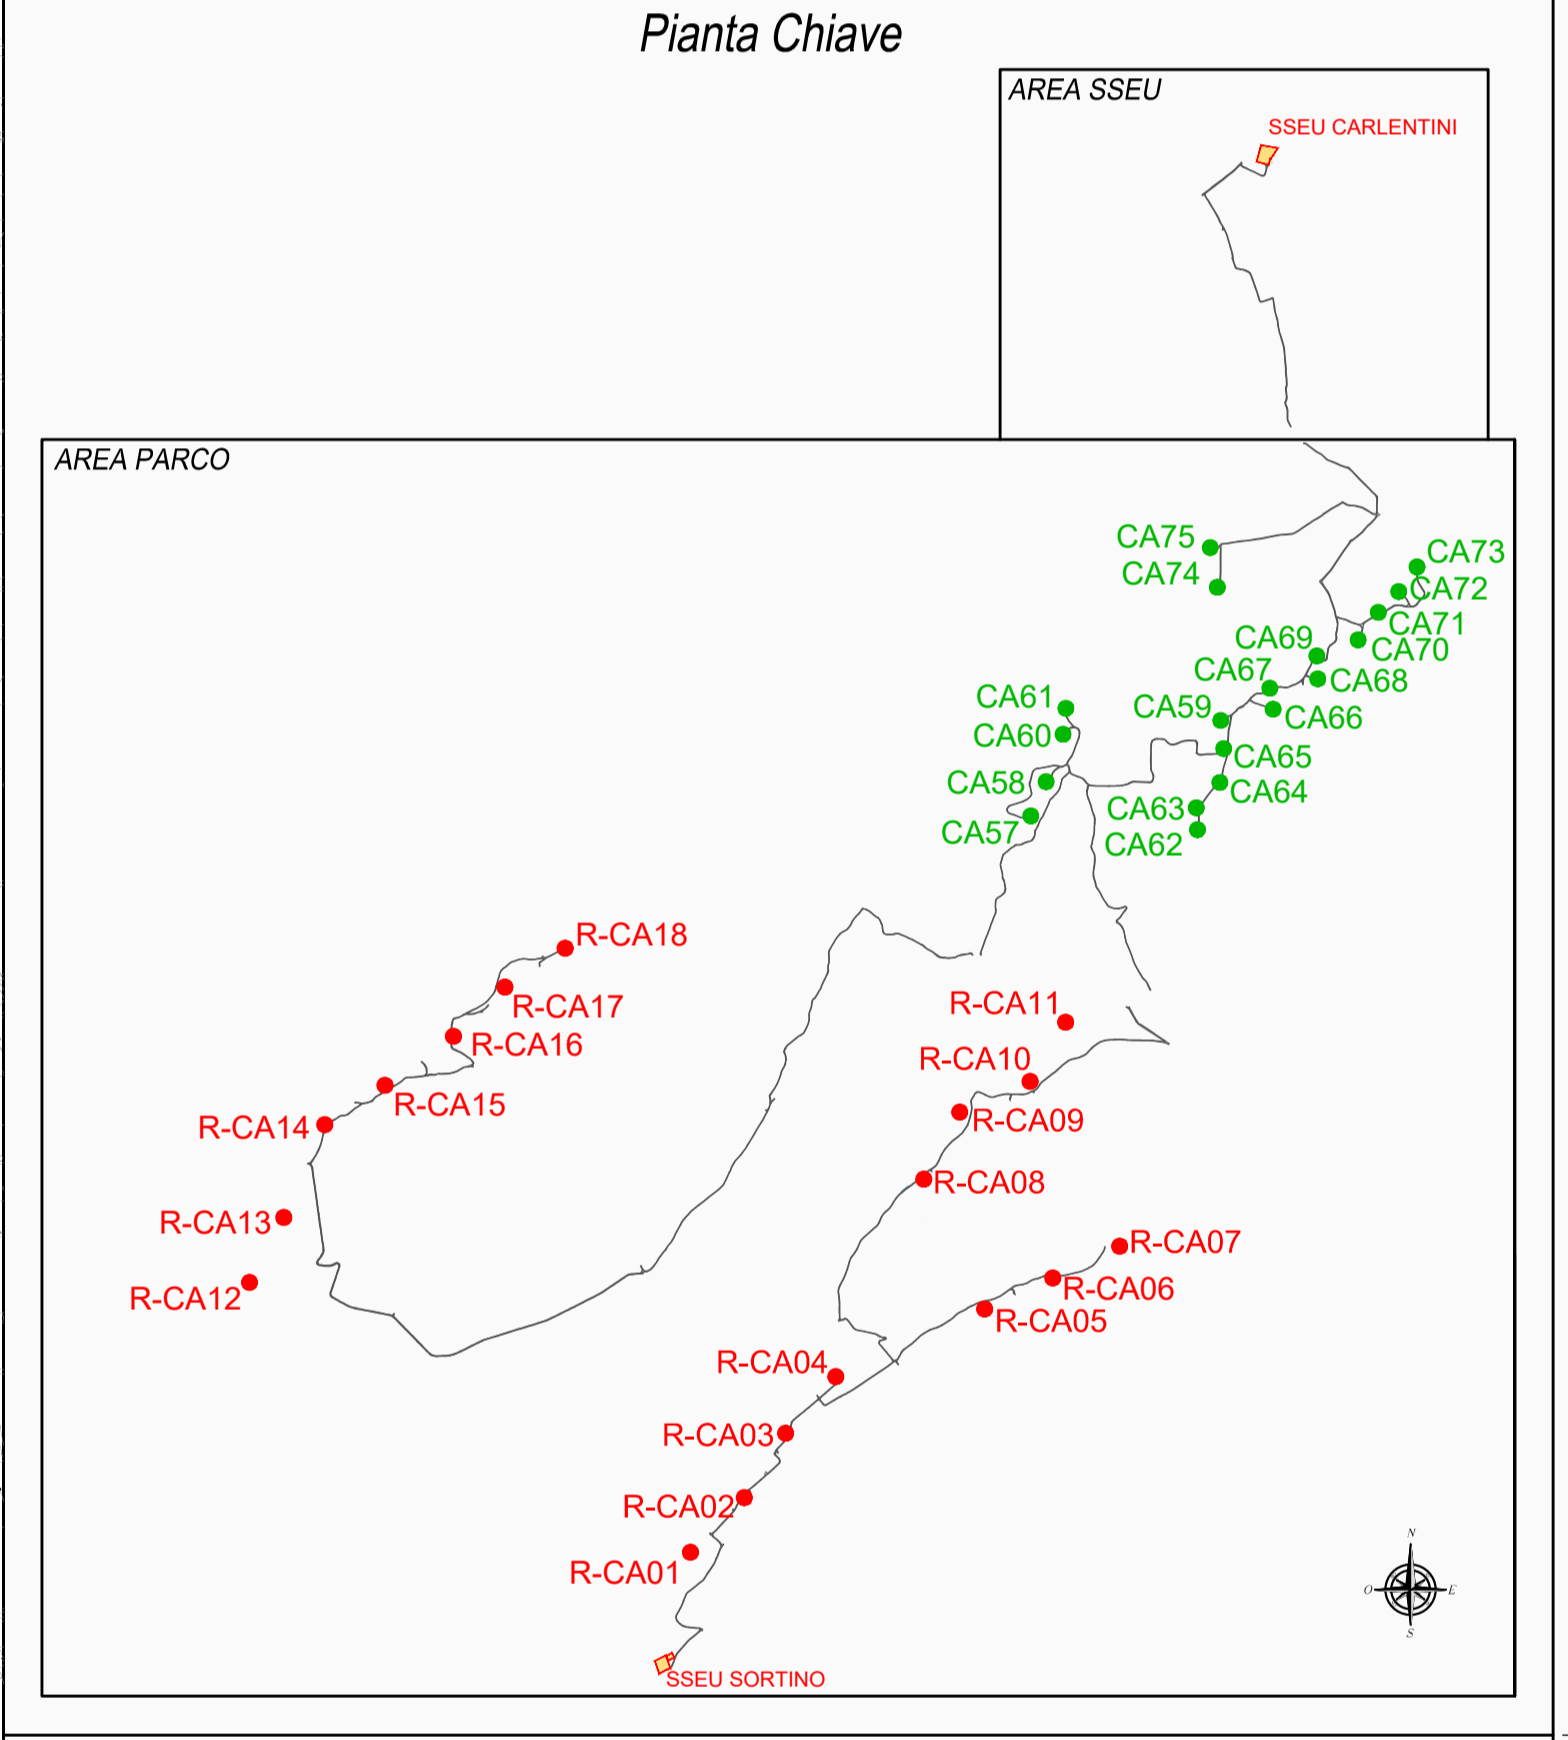 Pianta Chiave
AREA SSEU
SSEU CARLENTINI
AREA PARCO
CA75
CA73
CA74
CA72
CA71
CA69
CA70
CA67
CA68
CA61
CA59
CA66
CA60
CA65
CA58
CA64
CA63
CA57
CA62
R-CA18
R-CA17
R-CA11
R-CA16
R-CA10
R-CA15
R-CA09
R-CA14
R-CA08
R-CA13
R-CA07
R-CA12
R-CA06
R-CA05
R-CA04
R-CA03
R-CA02
R-CA01
N
O
E
S
SSEU SORTINO